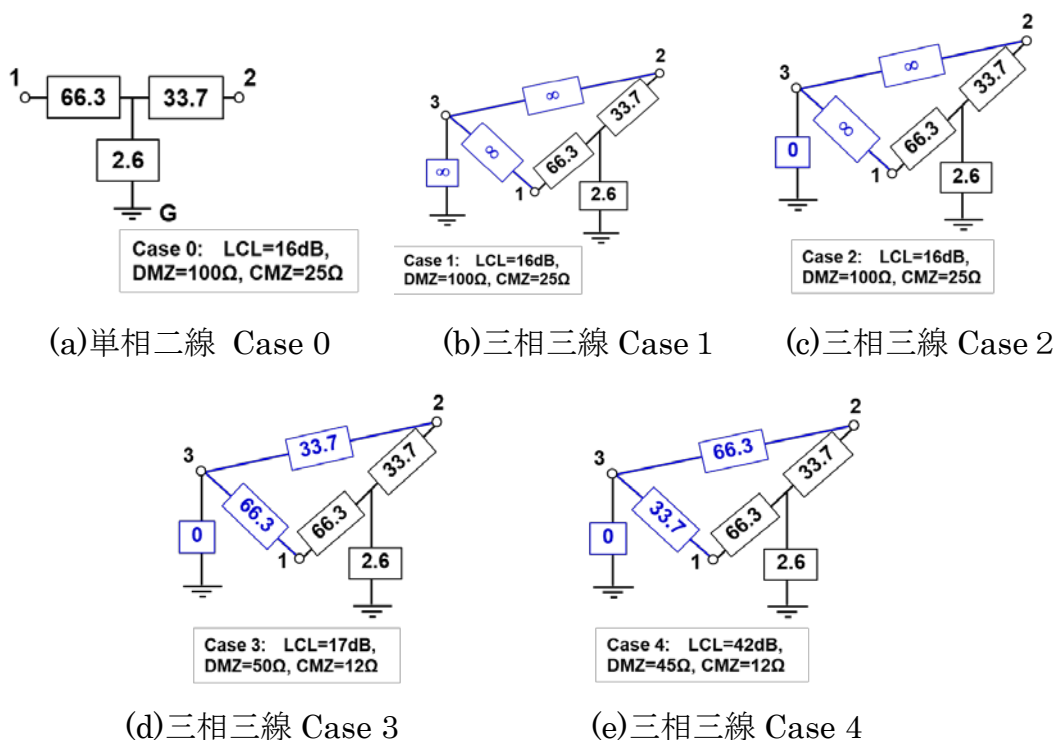 1
66.3
33.7
2
2.6
G
Case 0: LCL=16dB,
DMZ=100Ω, CMZ=25Ω
(a)単相二線 Case 0
2
3
∞
33.7
∞
66.3
∞
1
2.6
Case 1: LCL=16dB,
DMZ=100Ω, CMZ=25Ω
(b)三相三線 Case 1
2
3
∞
33.7
∞
66.3
0
1
2.6
Case 2: LCL=16dB,
DMZ=100Ω, CMZ=25Ω
(c)三相三線 Case 2
2
3
33.7
33.7
66.3
66.3
0
1
2.6
Case 3: LCL=17dB,
DMZ=50Ω, CMZ=12Ω
(d)三相三線 Case 3
2
3
66.3
33.7
33.7
66.3
0
1
2.6
Case 4: LCL=42dB,
DMZ=45Ω, CMZ=12Ω
(e)三相三線 Case 4